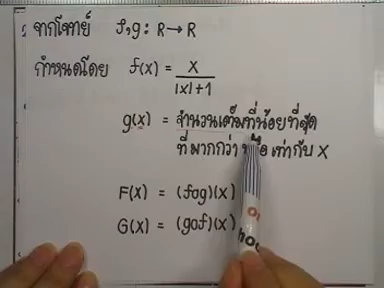 จากโจทย์ f,g : R → R
กำหนดโดย f(x) = x / |x|+1
g(x) = จำนวนเต็มที่น้อยที่สุด
ที่มากกว่า หรือ เท่ากับ x
F(x) = (fog)(x)
G(x) = (gof)(x)